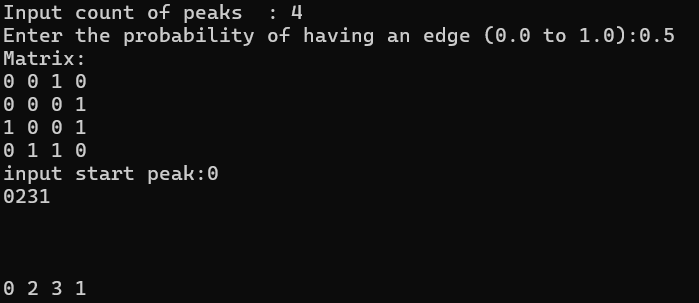 Input count of peaks  : 4
Enter the probability of having an edge (0.0 to 1.0):0.5
Matrix:
0 0 1 0
0 0 0 1
1 0 0 1
0 1 1 0
input start peak:0
0231
0 2 3 1